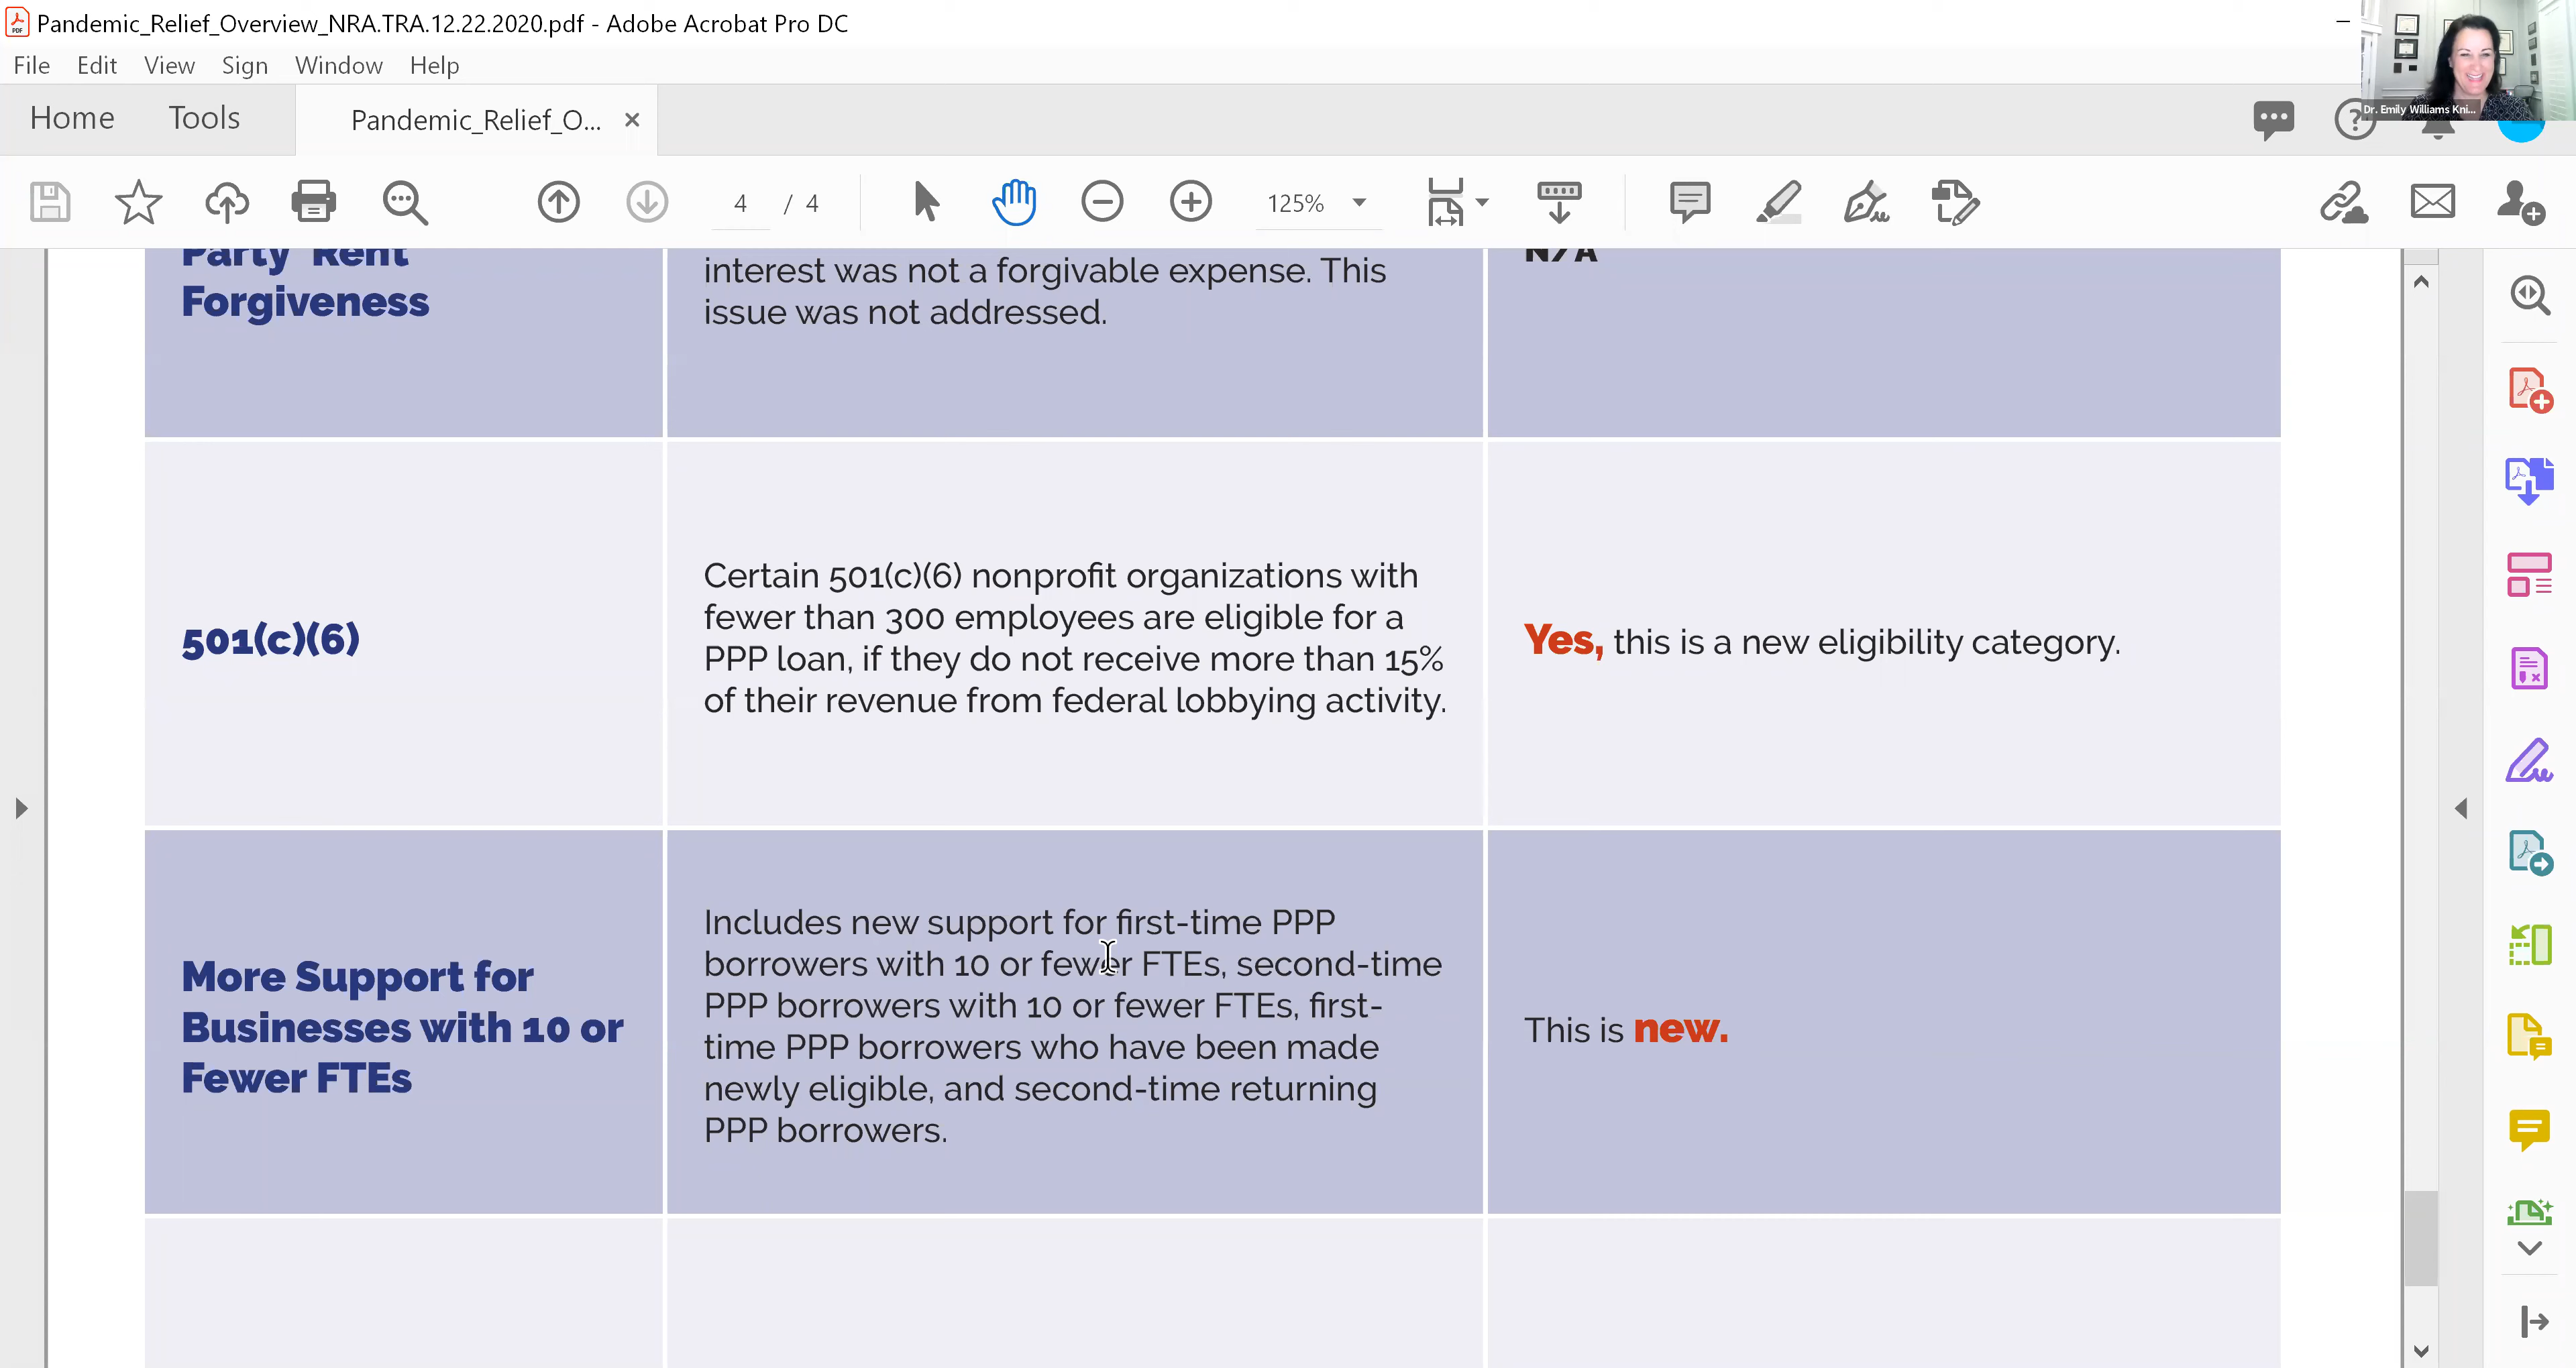 Pandemic_Relief_Overview_NRA.TRA.12.22.2020.pdf - Adobe Acrobat Pro DC
File Edit View Sign Window Help
Dr. Emily Williams Kni...
Home Tools Pandemic_Relief_O... ×
4 / 4 125%
Party Rent
Forgiveness
interest was not a forgivable expense. This
issue was not addressed.
N/A
501(c)(6)
Certain 501(c)(6) nonprofit organizations with
fewer than 300 employees are eligible for a
PPP loan, if they do not receive more than 15%
of their revenue from federal lobbying activity.
Yes, this is a new eligibility category.
More Support for
Businesses with 10 or
Fewer FTEs
Includes new support for first-time PPP
borrowers with 10 or fewer FTEs, second-time
PPP borrowers with 10 or fewer FTEs, first-
time PPP borrowers who have been made
newly eligible, and second-time returning
PPP borrowers.
This is new.